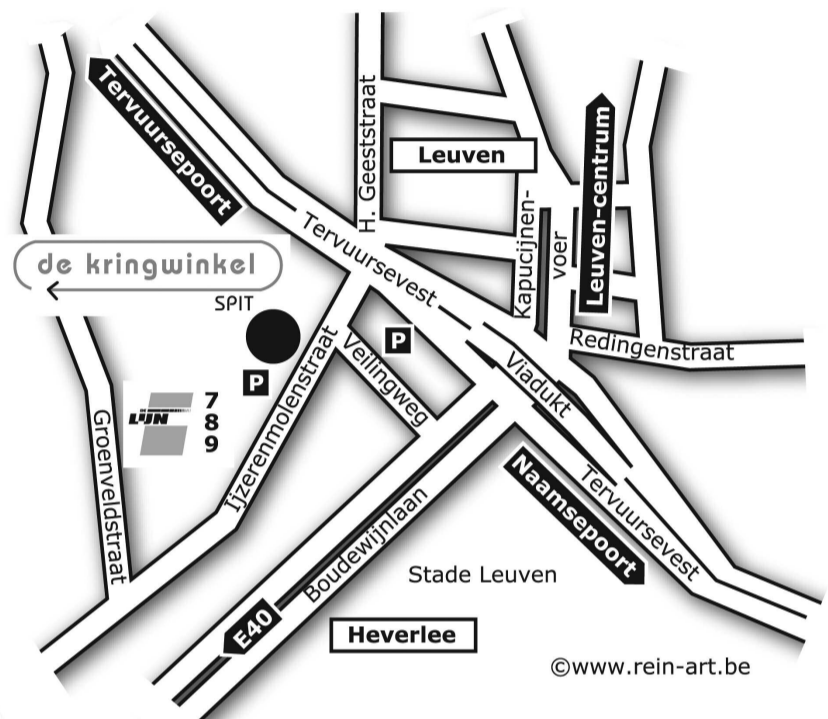 Tervuursepoort
H. Geeststraat
Leuven
Leuven-centrum
Kapucijnen-
voer
Tervuursevest
de kringwinkel
SPIT
P
P
Veilingweg
Viadukt
Redingenstraat
LIJN
7
8
9
Groenveldstraat
Ijzerenmolenstraat
Boudewijnlaan
Naamsepoort
Tervuursevest
Stade Leuven
E40
Heverlee
©www.rein-art.be